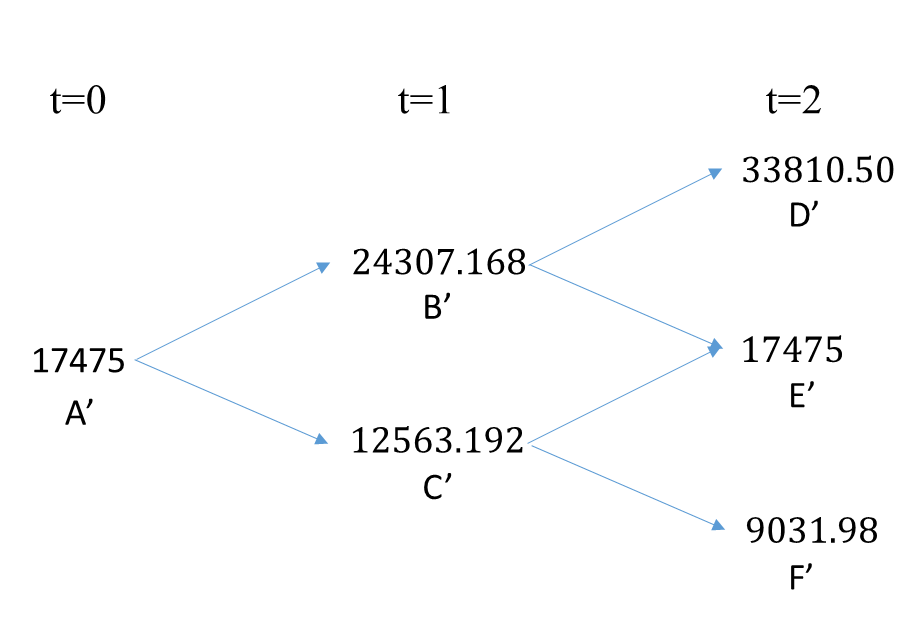 t=0
t=1
t=2
33810.50
D’
24307.168
B’
17475
A’
17475
E’
12563.192
C’
9031.98
F’